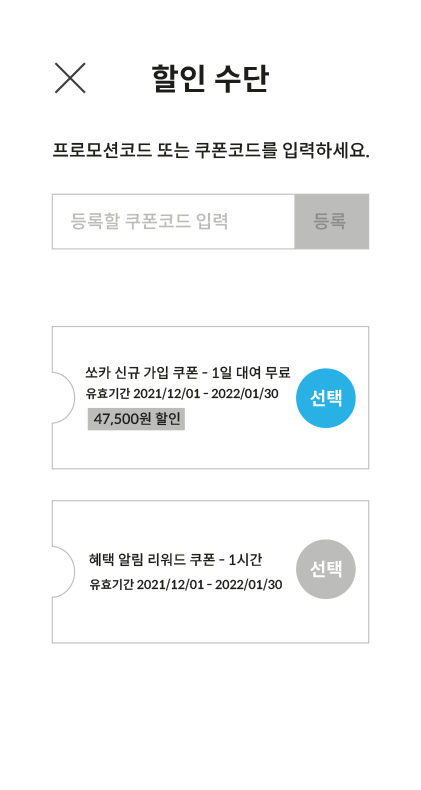 할인 수단
프로모션코드 또는 쿠폰코드를 입력하세요.
등록할 쿠폰코드 입력
등록
쏘카 신규 가입 쿠폰 - 1일 대여 무료
유효기간 2021/12/01 - 2022/01/30
47,500원 할인
선택
혜택 알림 리워드 쿠폰 - 1시간
유효기간 2021/12/01 - 2022/01/30
선택